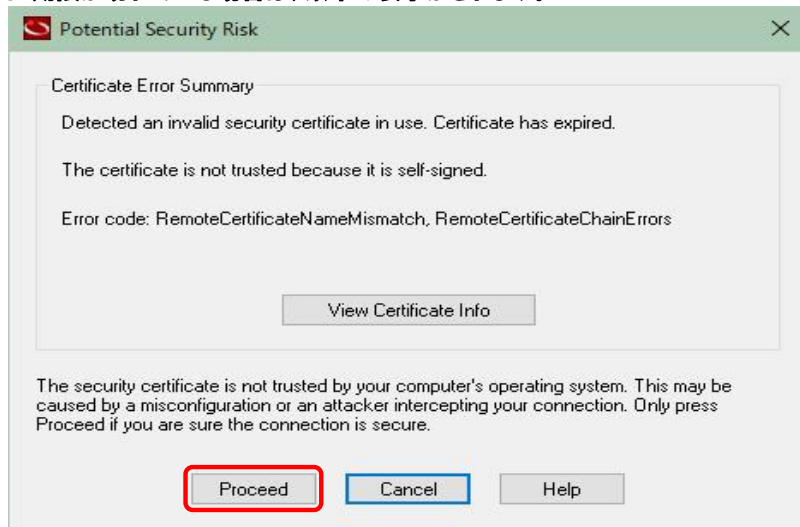 Potential Security Risk
Certificate Error Summary
Detected an invalid security certificate in use. Certificate has expired.
The certificate is not trusted because it is self-signed.
Error code: RemoteCertificateNameMismatch, RemoteCertificateChainErrors
View Certificate Info
The security certificate is not trusted by your computer's operating system. This may be
caused by a misconfiguration or an attacker intercepting your connection. Only press
Proceed if you are sure the connection is secure.
Proceed Cancel Help